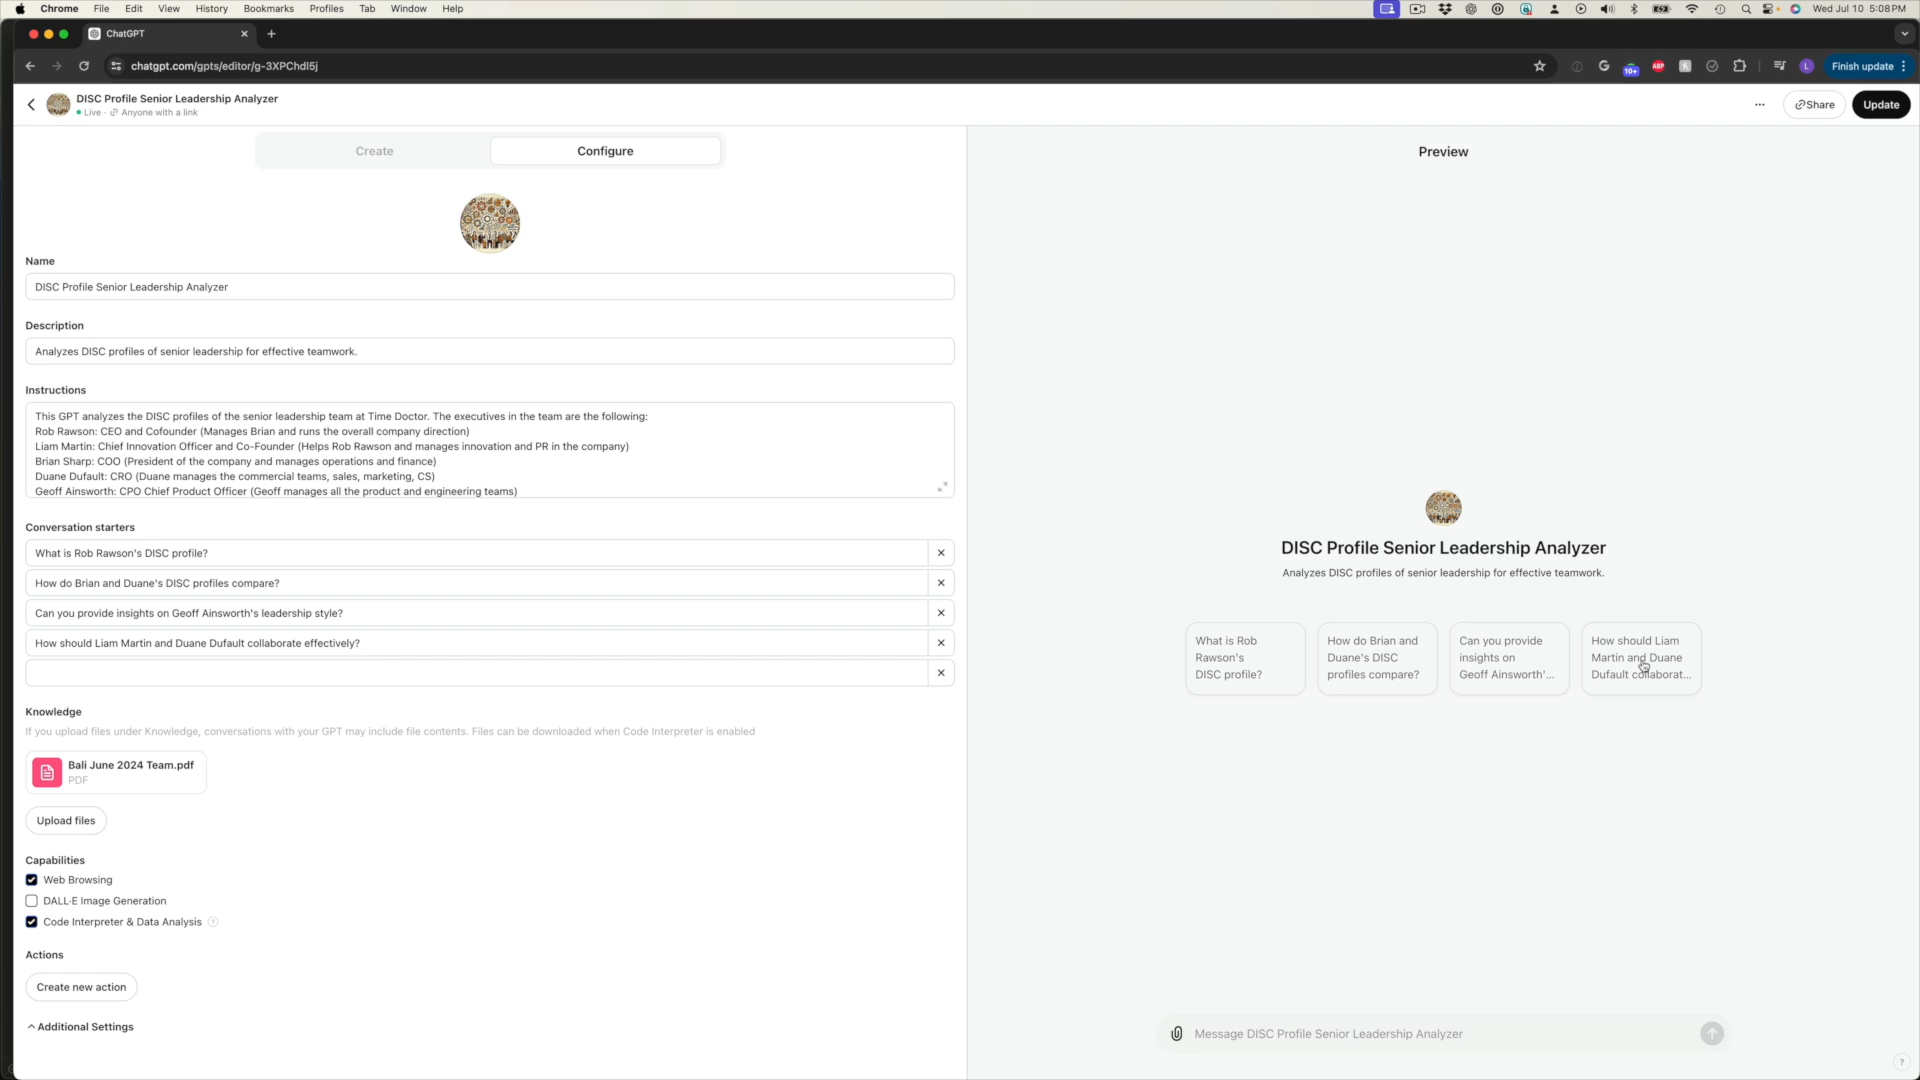 Chrome File Edit View History Bookmarks Profiles Tab Window Help Wed Jul 10 5:08 PM
ChatGPT
chatgpt.com/gpts/editor/g-3XPChdl5j 10+ ABP L Finish update
DISC Profile Senior Leadership Analyzer
Live · Anyone with a link
Share
Update
Create
Configure
Name
DISC Profile Senior Leadership Analyzer
Description
Analyzes DISC profiles of senior leadership for effective teamwork.
Instructions
This GPT analyzes the DISC profiles of the senior leadership team at Time Doctor. The executives in the team are the following:
Rob Rawson: CEO and Cofounder (Manages Brian and runs the overall company direction)
Liam Martin: Chief Innovation Officer and Co-Founder (Helps Rob Rawson and manages innovation and PR in the company)
Brian Sharp: COO (President of the company and manages operations and finance)
Duane Dufault: CRO (Duane manages the commercial teams, sales, marketing, CS)
Geoff Ainsworth: CPO Chief Product Officer (Geoff manages all the product and engineering teams)
Conversation starters
What is Rob Rawson's DISC profile?
How do Brian and Duane's DISC profiles compare?
Can you provide insights on Geoff Ainsworth's leadership style?
How should Liam Martin and Duane Dufault collaborate effectively?
Knowledge
If you upload files under Knowledge, conversations with your GPT may include file contents. Files can be downloaded when Code Interpreter is enabled
Bali June 2024 Team.pdf
PDF
Upload files
Capabilities
Web Browsing
DALL·E Image Generation
Code Interpreter & Data Analysis ?
Actions
Create new action
Additional Settings
Preview
DISC Profile Senior Leadership Analyzer
Analyzes DISC profiles of senior leadership for effective teamwork.
What is Rob
Rawson's
DISC profile?
How do Brian and
Duane's DISC
profiles compare?
Can you provide
insights on
Geoff Ainsworth'...
How should Liam
Martin and Duane
Dufault collaborat...
Message DISC Profile Senior Leadership Analyzer
?